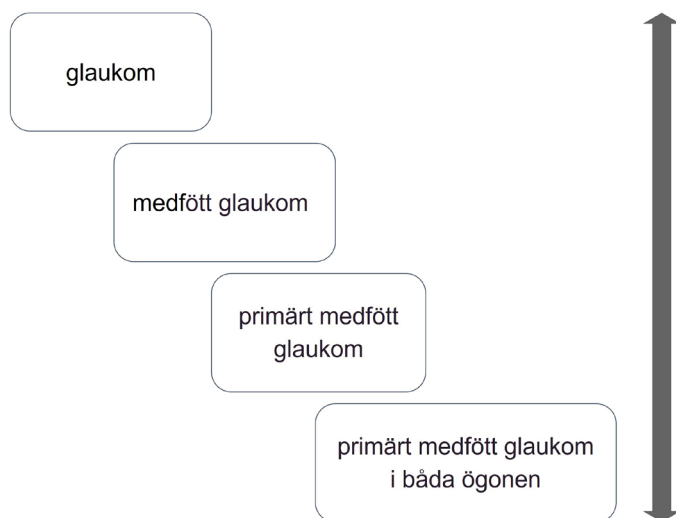 glaukom
medfött glaukom
primärt medfött
glaukom
primärt medfött glaukom
i båda ögonen